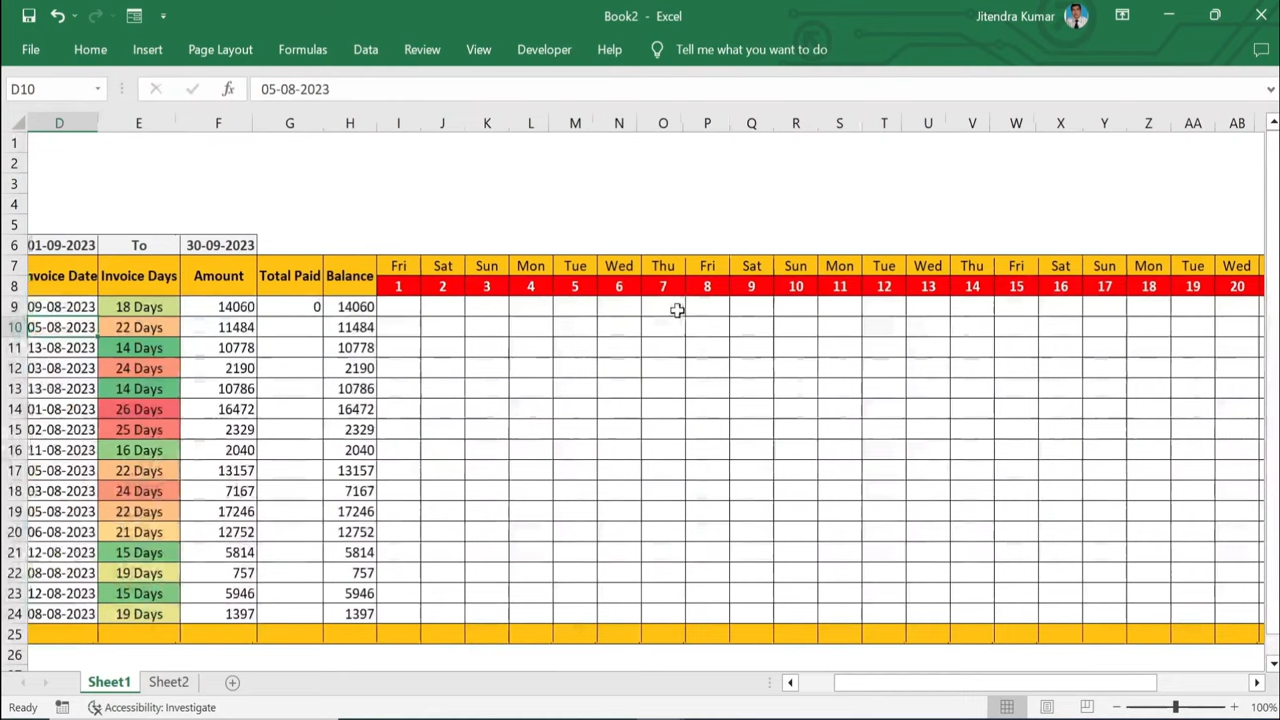 Book2 - Excel
Jitendra Kumar
File Home Insert Page Layout Formulas Data Review View Developer Help Tell me what you want to do
D10 fx 05-08-2023
D E F G H I J K L M N O P Q R S T U V W X Y Z AA AB
1
2
3
4
5
6 01-09-2023 To 30-09-2023
7 Fri Sat Sun Mon Tue Wed Thu Fri Sat Sun Mon Tue Wed Thu Fri Sat Sun Mon Tue Wed
nvoice Date Invoice Days Amount Total Paid Balance
8 1 2 3 4 5 6 7 8 9 10 11 12 13 14 15 16 17 18 19 20
9 09-08-2023 18 Days 14060 0 14060
10 05-08-2023 22 Days 11484 11484
11 13-08-2023 14 Days 10778 10778
12 03-08-2023 24 Days 2190 2190
13 13-08-2023 14 Days 10786 10786
14 01-08-2023 26 Days 16472 16472
15 02-08-2023 25 Days 2329 2329
16 11-08-2023 16 Days 2040 2040
17 05-08-2023 22 Days 13157 13157
18 03-08-2023 24 Days 7167 7167
19 05-08-2023 22 Days 17246 17246
20 06-08-2023 21 Days 12752 12752
21 12-08-2023 15 Days 5814 5814
22 08-08-2023 19 Days 757 757
23 12-08-2023 15 Days 5946 5946
24 08-08-2023 19 Days 1397 1397
25
26
Sheet1 Sheet2
Ready Accessibility: Investigate 100%